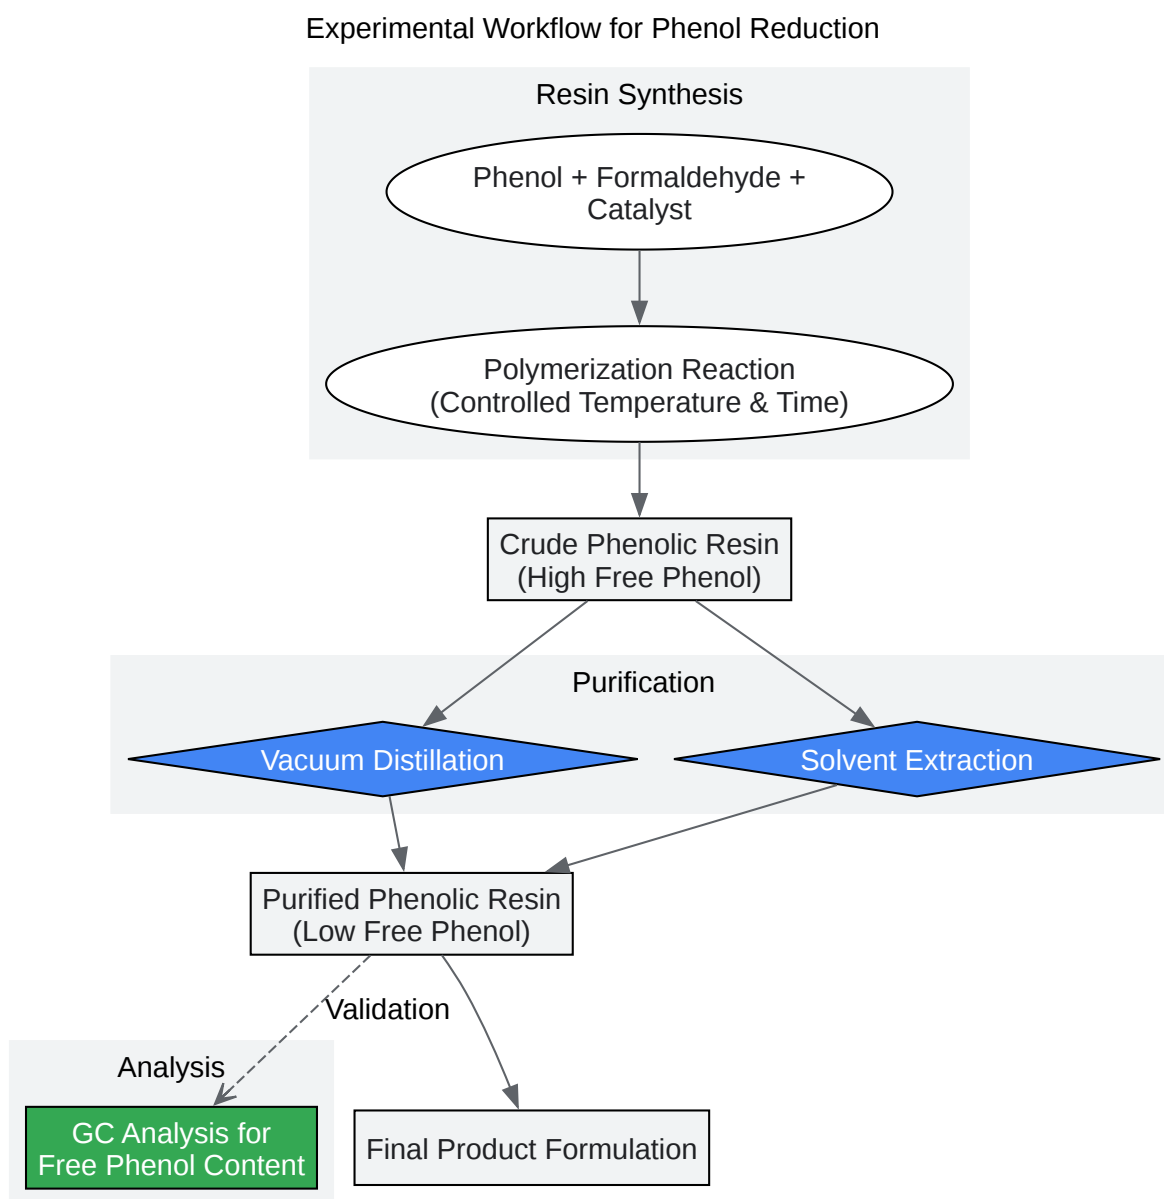 Experimental Workflow for Phenol Reduction
Resin Synthesis
Phenol + Formaldehyde +
Catalyst
Polymerization Reaction
(Controlled Temperature & Time)
Crude Phenolic Resin
(High Free Phenol)
Purification
Vacuum Distillation
Solvent Extraction
Purified Phenolic Resin
(Low Free Phenol)
Validation
Analysis
GC Analysis for
Free Phenol Content
Final Product Formulation